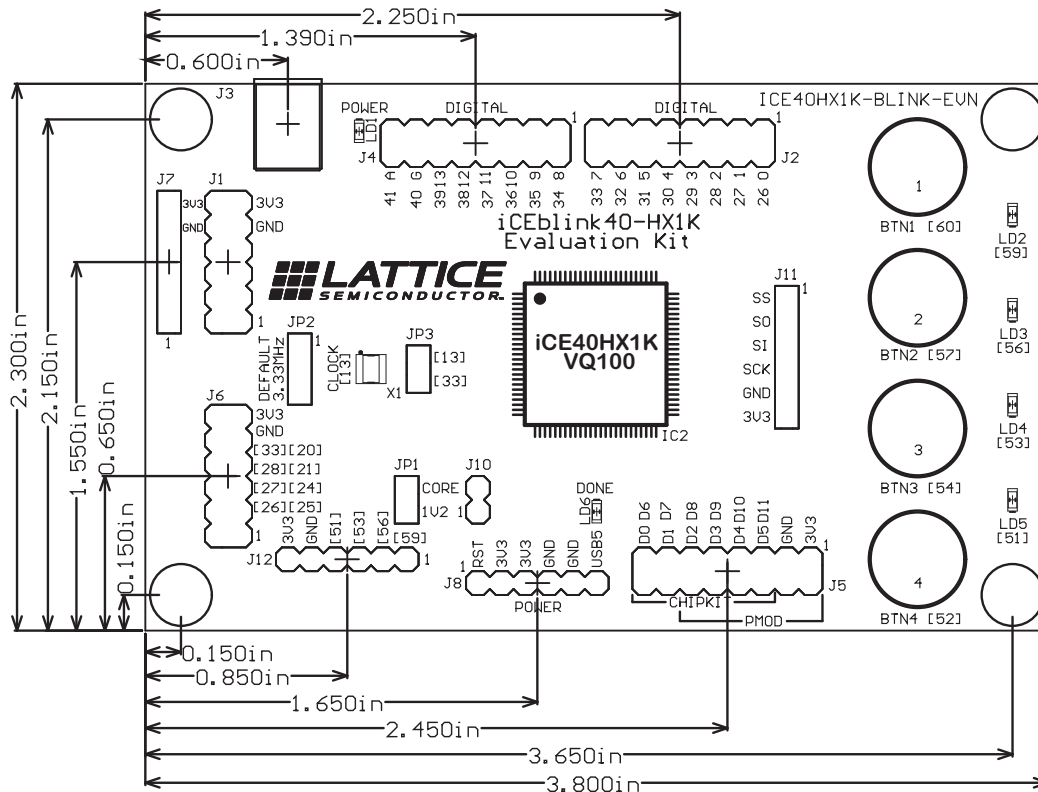 2.250in
1.390in
0.600in
J3
POWER
LD1
DIGITAL
DIGITAL
ICE40HX1K-BLINK-EVN
J4
1
1
J2
41 A
40 G
3913
3812
37 11
3610
35 9
34 8
33 7
32 6
31 5
30 4
29 3
28 2
27 1
26 0
iCEblink40-HX1K
Evaluation Kit
J7
J1
3V3
GND
3V3
GND
1
1
LATTICE
SEMICONDUCTOR
1
BTN1 [60]
LD2
[59]
J11
1
SS
SO
SI
SCK
GND
3V3
iCE40HX1K
VQ100
IC2
2
BTN2 [57]
LD3
[56]
JP2
1
DEFAULT
3.33MHz
CLOCK
[13]
X1
JP3
[13]
[33]
J6
3V3
GND
[33][20]
[28][21]
[27][24]
[26][25]
1
3
BTN3 [54]
LD4
[53]
JP1
CORE
1V2
J10
1
DONE
LD6
LD5
[51]
J12
3V3
GND
[51]
[53]
[56]
[59]
1
J8
1
RST
3V3
3V3
GND
GND
USB5
POWER
D0 D6
D1 D7
D2 D8
D3 D9
D4 D10
D5 D11
GND
3V3
1
J5
CHIPKIT
PMOD
4
BTN4 [52]
2.300in
2.150in
1.550in
0.650in
0.150in
0.150in
0.850in
1.650in
2.450in
3.650in
3.800in